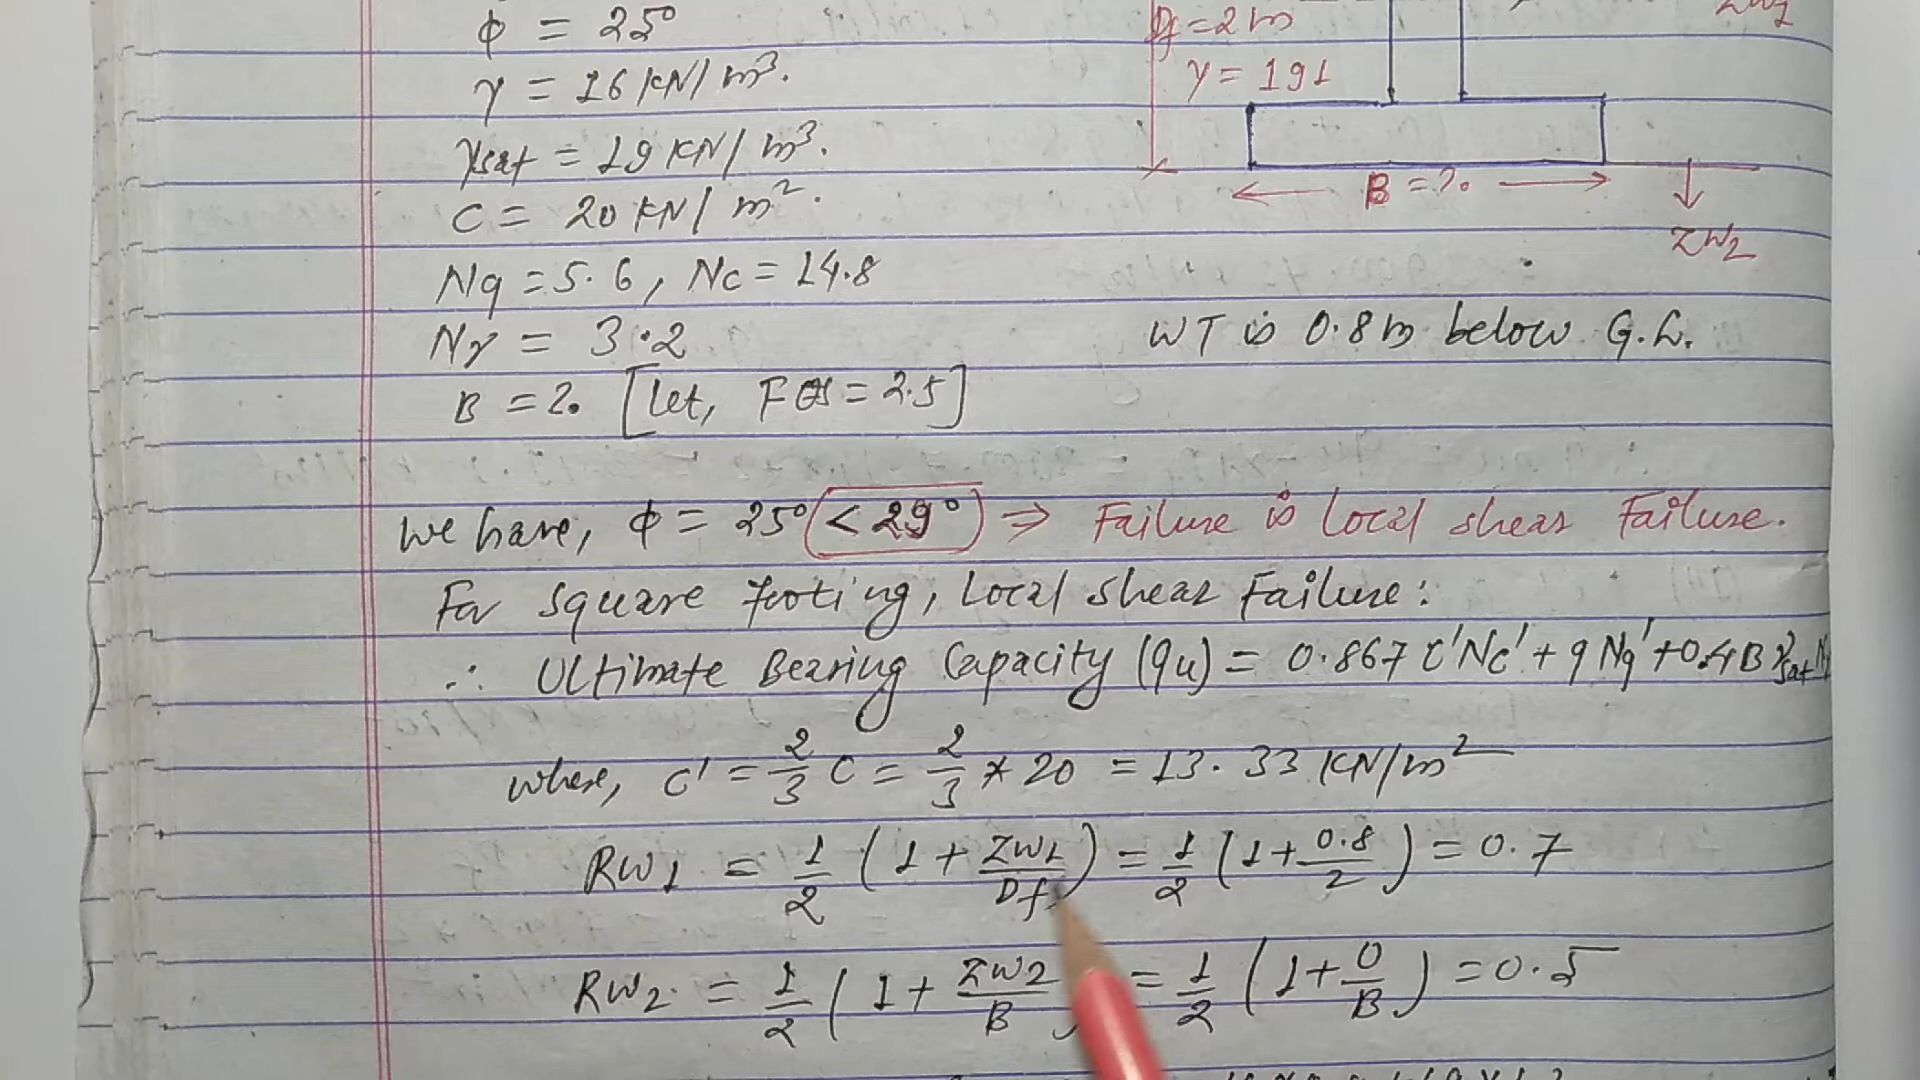 ϕ = 25°
γ = 16 KN/m³.
γsat = 19 KN/m³.
C = 20 KN/m².
Nq = 5.6, Nc = 14.8
Nγ = 3.2
B = ?. [Let, FOS = 2.5]
Df = 2m
γ = 191
B = ?.
ZW2
WT is 0.8m below G.L.
We have, ϕ = 25° < 29° ⇒ Failure is local shear Failure.
For square footing, Local shear Failure:
∴ Ultimate Bearing Capacity (qu) = 0.867 C'Nc' + q Nq' + 0.4B γsat
where, C' = 2/3 C = 2/3 * 20 = 13.33 KN/m²
RW1 = 1/2 (1 + ZW1/Df) = 1/2 (1 + 0.8/2) = 0.7
RW2. = 1/2 (1 + ZW2/B = 1/2 (1 + 0/B) = 0.5